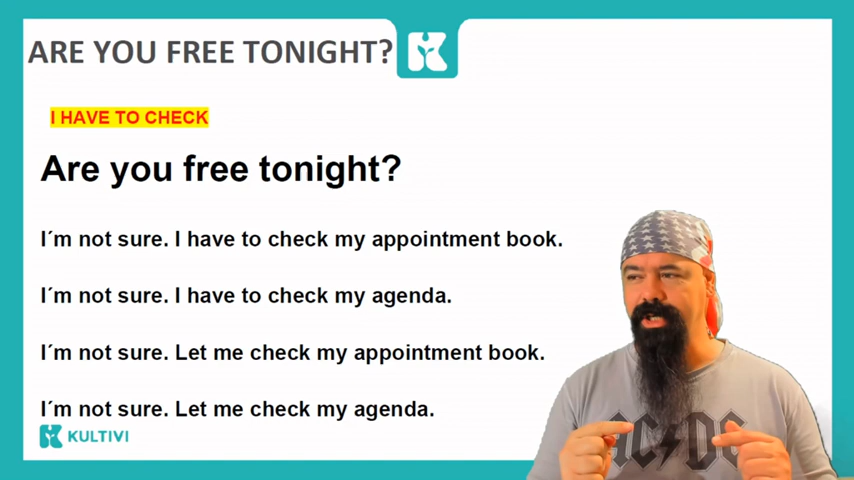 ARE YOU FREE TONIGHT?
I HAVE TO CHECK
Are you free tonight?
I´m not sure. I have to check my appointment book.
I´m not sure. I have to check my agenda.
I´m not sure. Let me check my appointment book.
I´m not sure. Let me check my agenda.
KULTIVI
AC DC